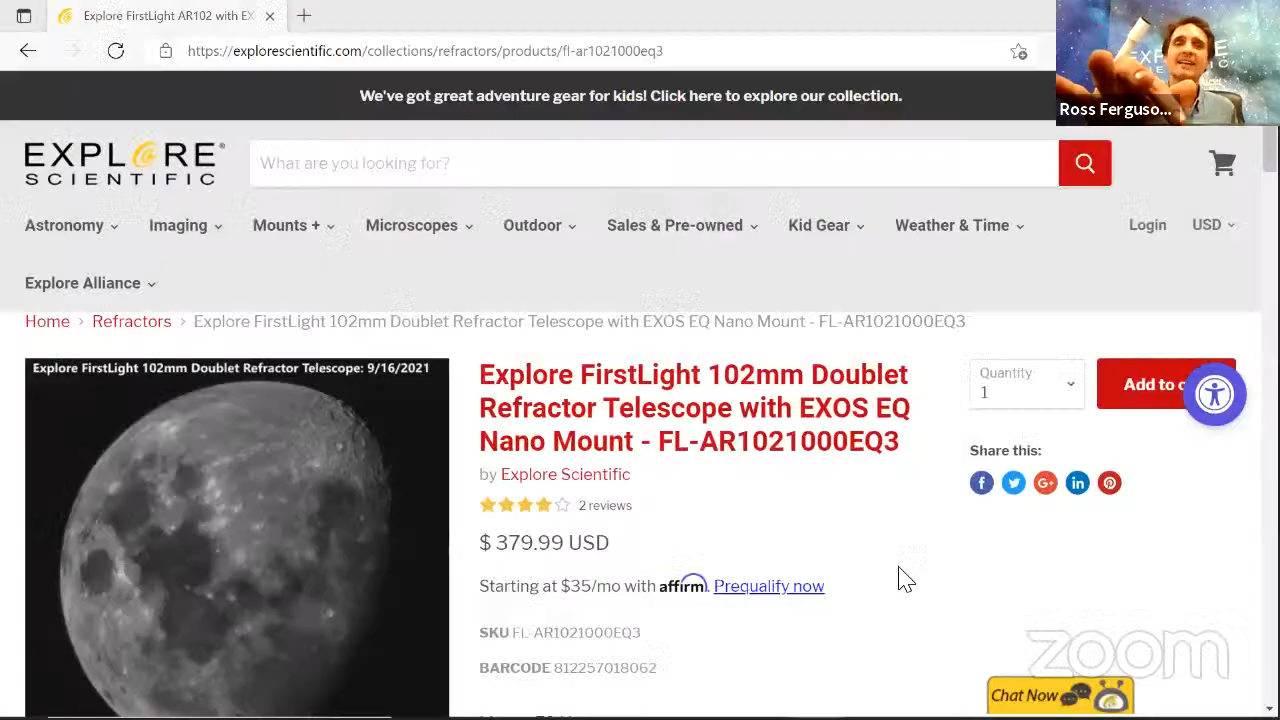 Explore FirstLight AR102 with EX
https://explorescientific.com/collections/refractors/products/fl-ar1021000eq3
Ross Ferguso...
We've got great adventure gear for kids! Click here to explore our collection.
EXPLORE
SCIENTIFIC
What are you looking for?
Astronomy Imaging Mounts + Microscopes Outdoor Sales & Pre-owned Kid Gear Weather & Time Login USD
Explore Alliance
Home > Refractors > Explore FirstLight 102mm Doublet Refractor Telescope with EXOS EQ Nano Mount - FL-AR1021000EQ3
Explore FirstLight 102mm Doublet Refractor Telescope: 9/16/2021
Explore FirstLight 102mm Doublet
Refractor Telescope with EXOS EQ
Nano Mount - FL-AR1021000EQ3
by Explore Scientific
2 reviews
$ 379.99 USD
Starting at $35/mo with affirm. Prequalify now
SKU FL-AR1021000EQ3
BARCODE 812257018062
Quantity
1
Add to c
Share this:
zoom
Chat Now